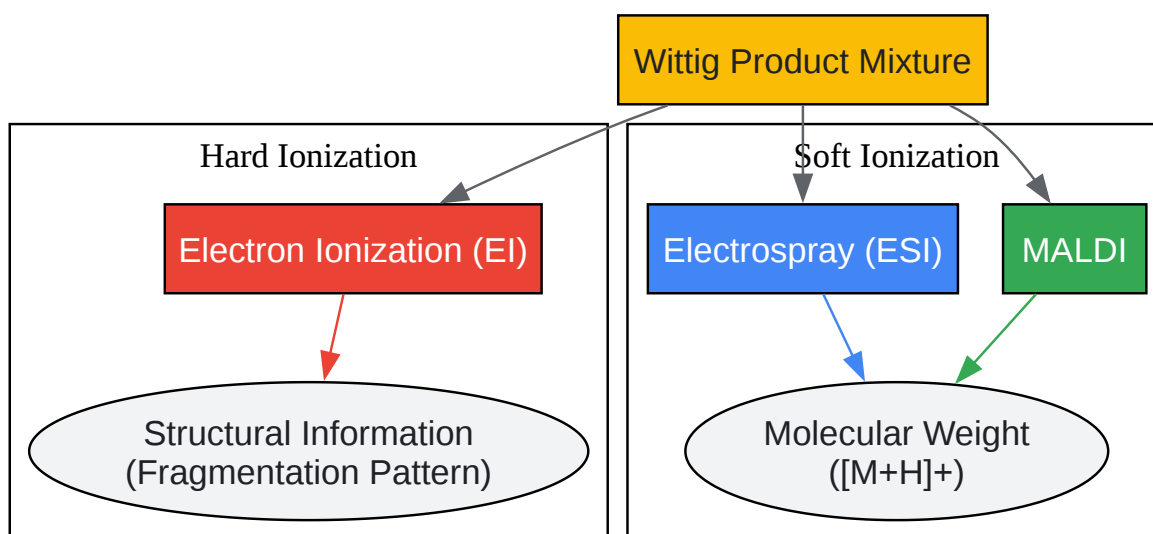 Wittig Product Mixture
Hard Ionization
Soft Ionization
Electron Ionization (EI)
Electrospray (ESI)
MALDI
Structural Information
(Fragmentation Pattern)
Molecular Weight
([M+H]+)